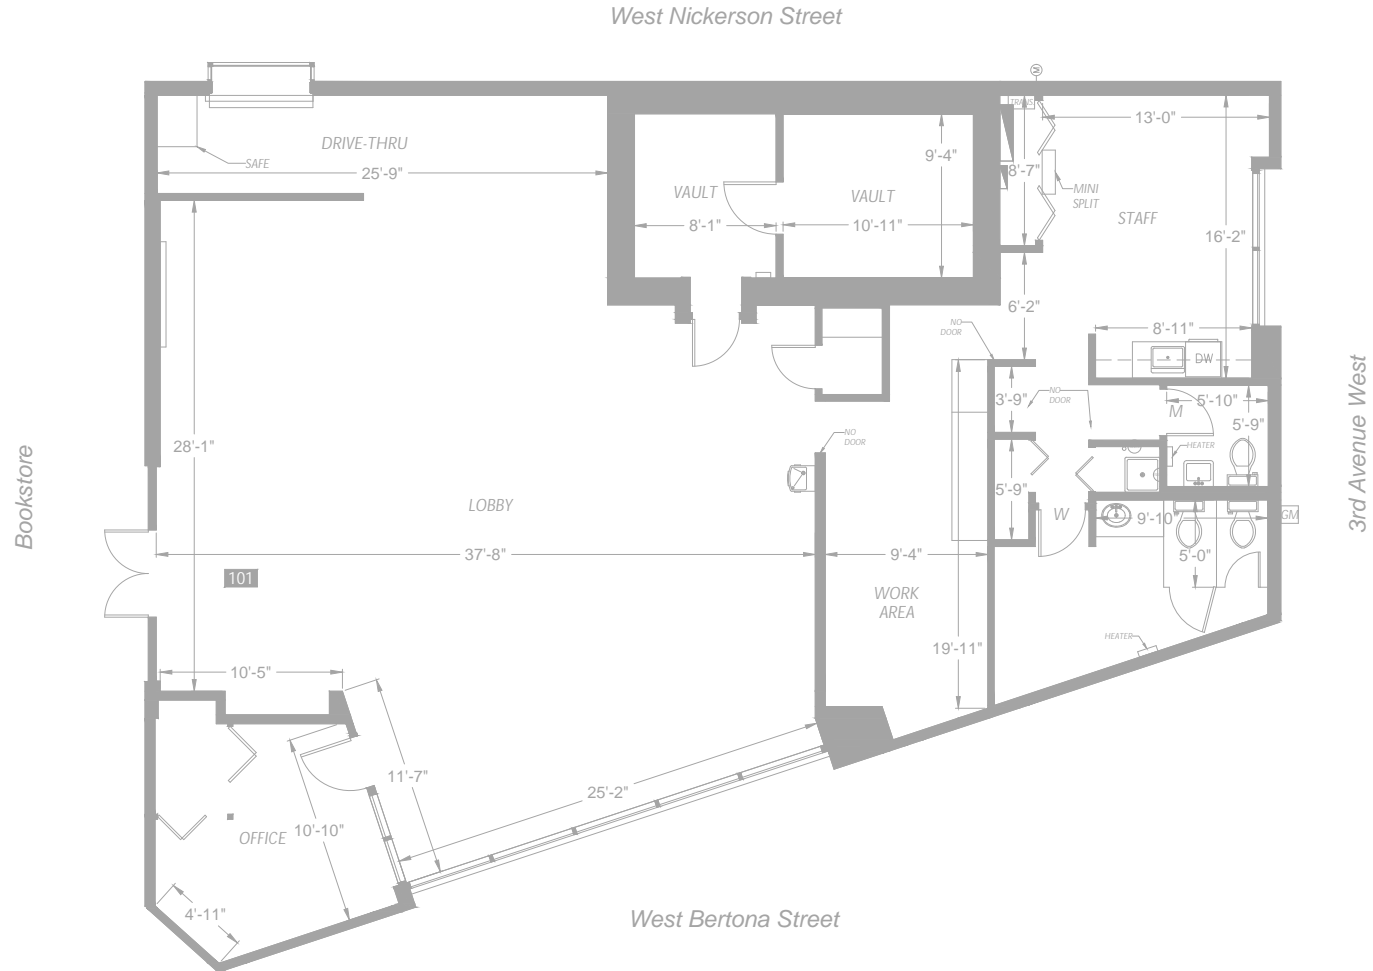 West Nickerson Street
M
TRANS
13'-0"
DRIVE-THRU
SAFE
25'-9"
9'-4"
8'-7"
VAULT
VAULT
MINI
SPLIT
STAFF
8'-1"
10'-11"
16'-2"
6'-2"
NO
DOOR
8'-11"
DW
3'-9"
NO
DOOR
M
5'-10"
5'-9"
28'-1"
NO
DOOR
HEATER
Bookstore
3rd Avenue West
LOBBY
5'-9"
W
9'-10"
GM
37'-8"
9'-4"
5'-0"
101
WORK
AREA
HEATER
19'-11"
10'-5"
11'-7"
25'-2"
OFFICE
10'-10"
4'-11"
West Bertona Street